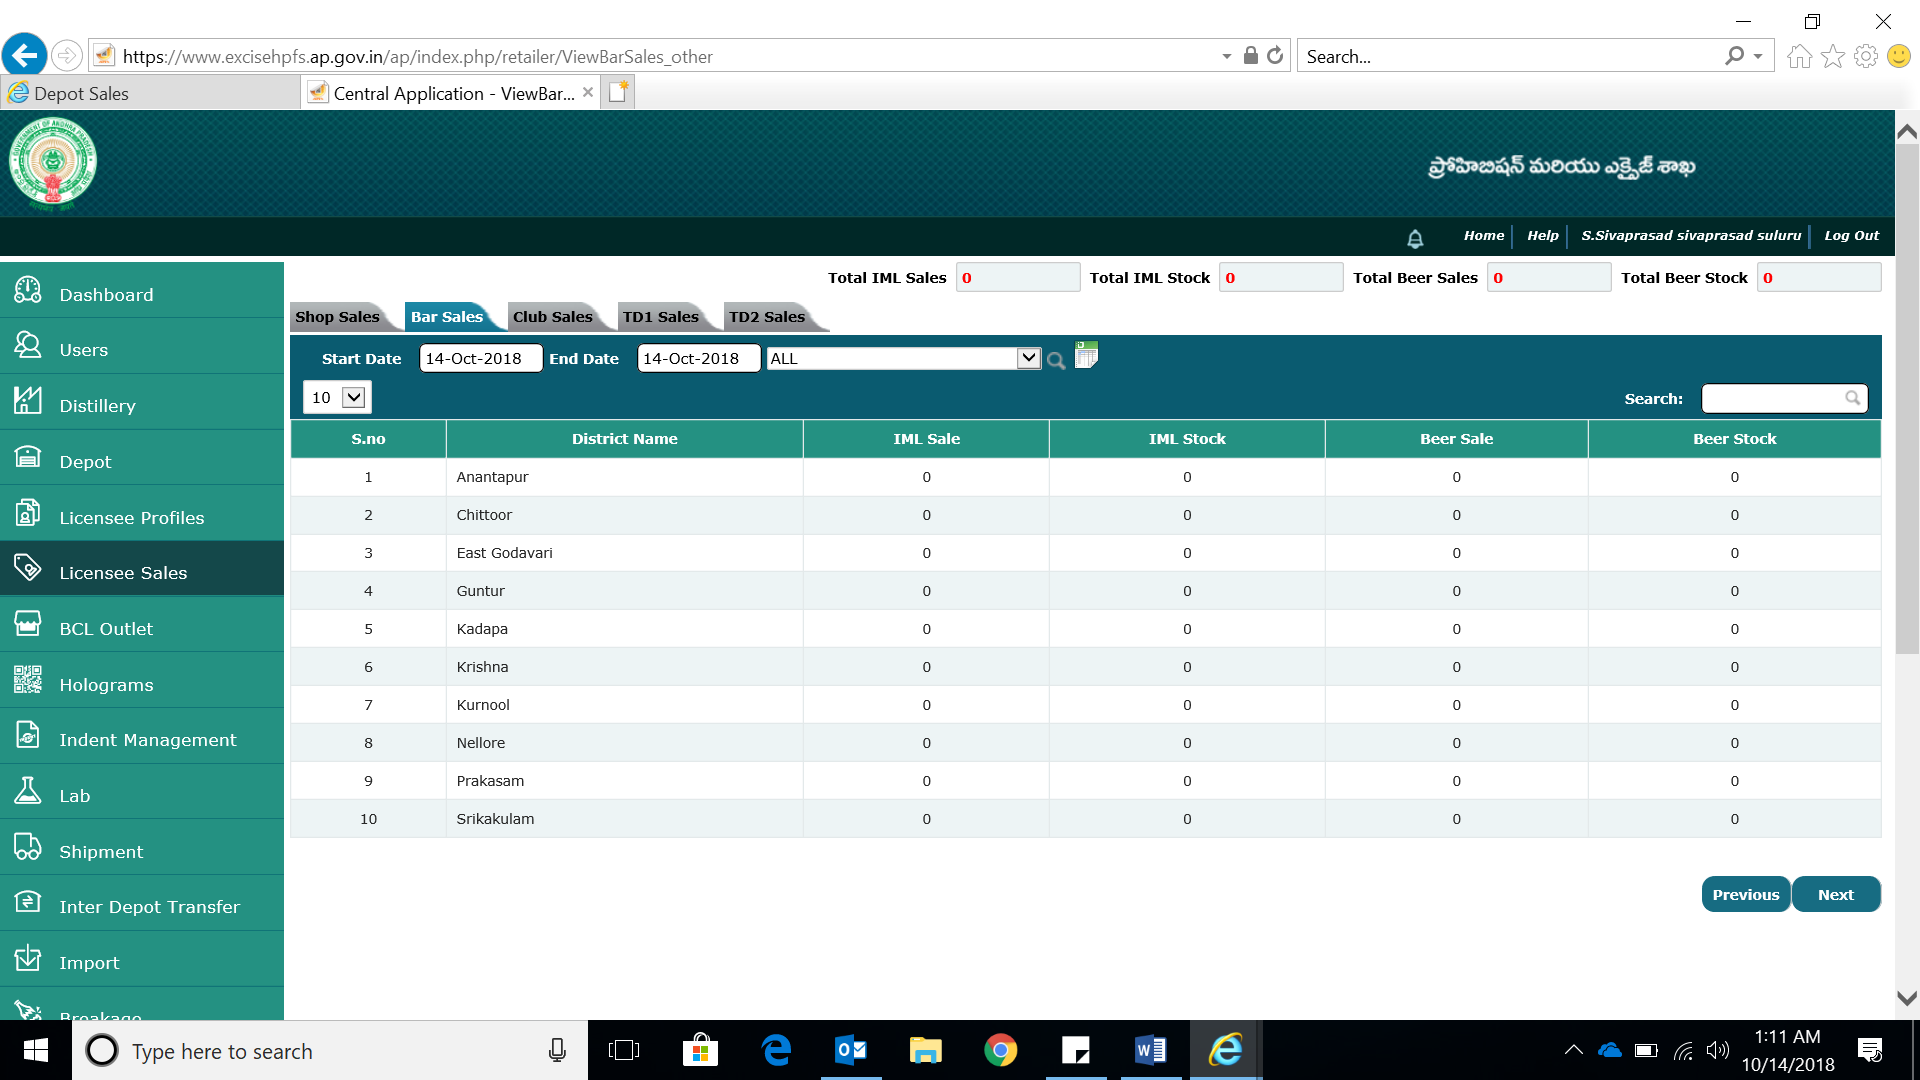 https://www.excisehpfs.ap.gov.in/ap/index.php/retailer/ViewBarSales_other
Search...
Depot Sales
Central Application - ViewBar...
ప్రోహిబిషన్ మరియు ఎక్సైజ్ శాఖ
Home Help S.Sivaprasad sivaprasad suluru Log Out
Total IML Sales 0 Total IML Stock 0 Total Beer Sales 0 Total Beer Stock 0
Shop Sales Bar Sales Club Sales TD1 Sales TD2 Sales
Start Date 14-Oct-2018 End Date 14-Oct-2018 ALL
10 Search:
S.no District Name IML Sale IML Stock Beer Sale Beer Stock
1 Anantapur 0 0 0 0
2 Chittoor 0 0 0 0
3 East Godavari 0 0 0 0
4 Guntur 0 0 0 0
5 Kadapa 0 0 0 0
6 Krishna 0 0 0 0
7 Kurnool 0 0 0 0
8 Nellore 0 0 0 0
9 Prakasam 0 0 0 0
10 Srikakulam 0 0 0 0
Previous Next
Dashboard
Users
Distillery
Depot
Licensee Profiles
Licensee Sales
BCL Outlet
Holograms
Indent Management
Lab
Shipment
Inter Depot Transfer
Import
Breakage
Type here to search
1:11 AM
10/14/2018